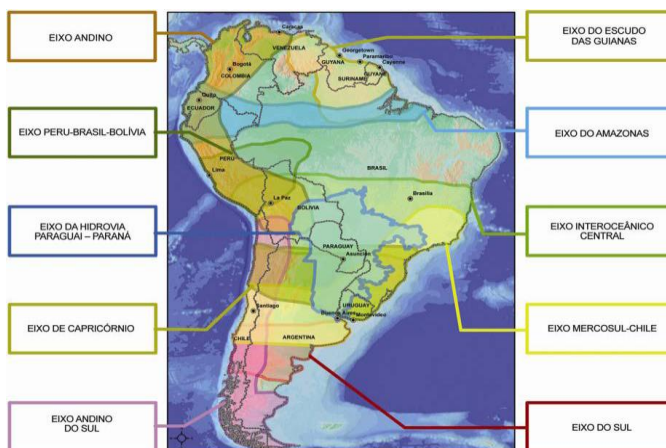 EIXO ANDINO
EIXO DO ESCUDO
DAS GUIANAS
EIXO PERU-BRASIL-BOLÍVIA
EIXO DO AMAZONAS
EIXO DA HIDROVIA
PARAGUAI – PARANÁ
EIXO INTEROCEÂNICO
CENTRAL
EIXO DE CAPRICÓRNIO
EIXO MERCOSUL-CHILE
EIXO ANDINO
DO SUL
EIXO DO SUL
Caracas
VENEZUELA
Georgetown
Paramaribo
GUYANA
Cayenne
Bogotá
COLOMBIA
SURINAME
GUYANE
Quito
ECUADOR
PERU
BRASIL
Lima
La Paz
Brasília
BOLÍVIA
PARAGUAY
Asunción
Santiago
URUGUAY
Buenos Aires
Montevideo
CHILE
ARGENTINA